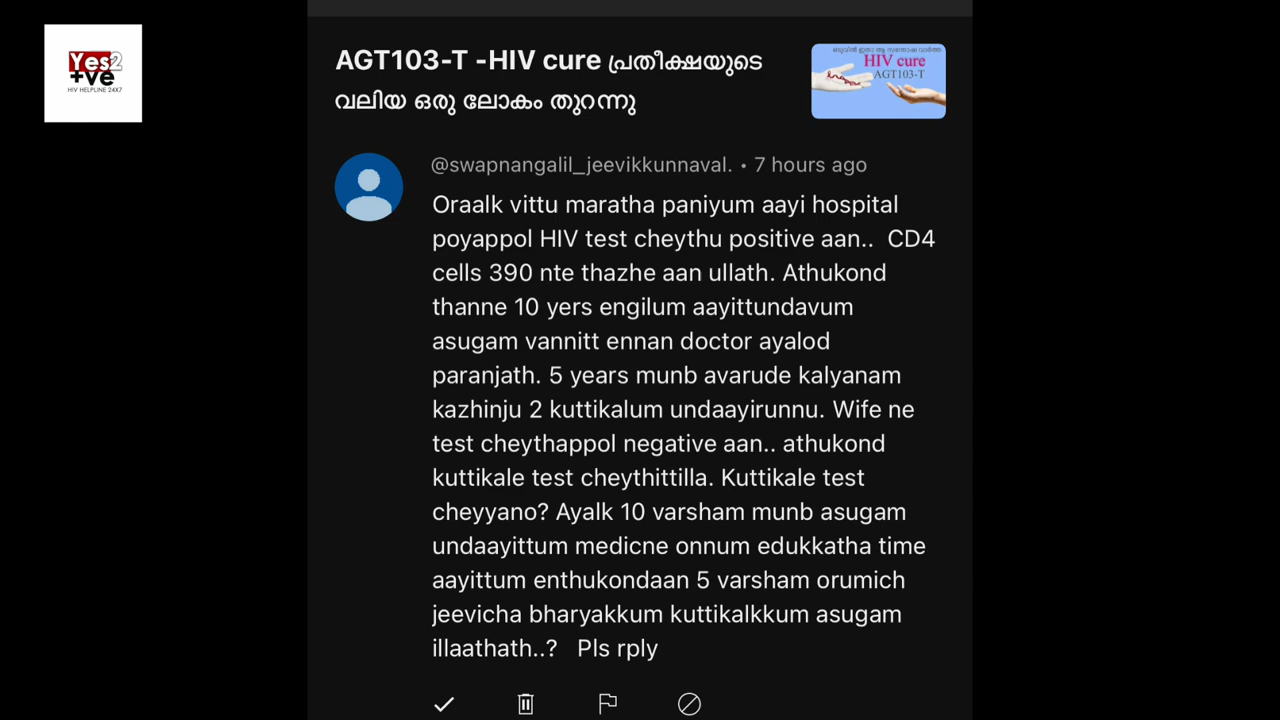 Yes2
+ve
HIV HELPLINE 24X7
AGT103-T -HIV cure പ്രതീക്ഷയുടെ
വലിയ ഒരു ലോകം തുറന്നു
ഒടുവിൽ ഇതാ ആ സന്തോഷ വാർത്ത
HIV cure
AGT103-T
@swapnangalil_jeevikkunnaval. • 7 hours ago
Oraalk vittu maratha paniyum aayi hospital
poyappol HIV test cheythu positive aan.. CD4
cells 390 nte thazhe aan ullath. Athukond
thanne 10 yers engilum aayittundavum
asugam vannitt ennan doctor ayalod
paranjath. 5 years munb avarude kalyanam
kazhinju 2 kuttikalum undaayirunnu. Wife ne
test cheythappol negative aan.. athukond
kuttikale test cheythittilla. Kuttikale test
cheyyano? Ayalk 10 varsham munb asugam
undaayittum medicne onnum edukkatha time
aayittum enthukondaan 5 varsham orumich
jeevicha bharyakkum kuttikalkkum asugam
illaathath..? Pls rply